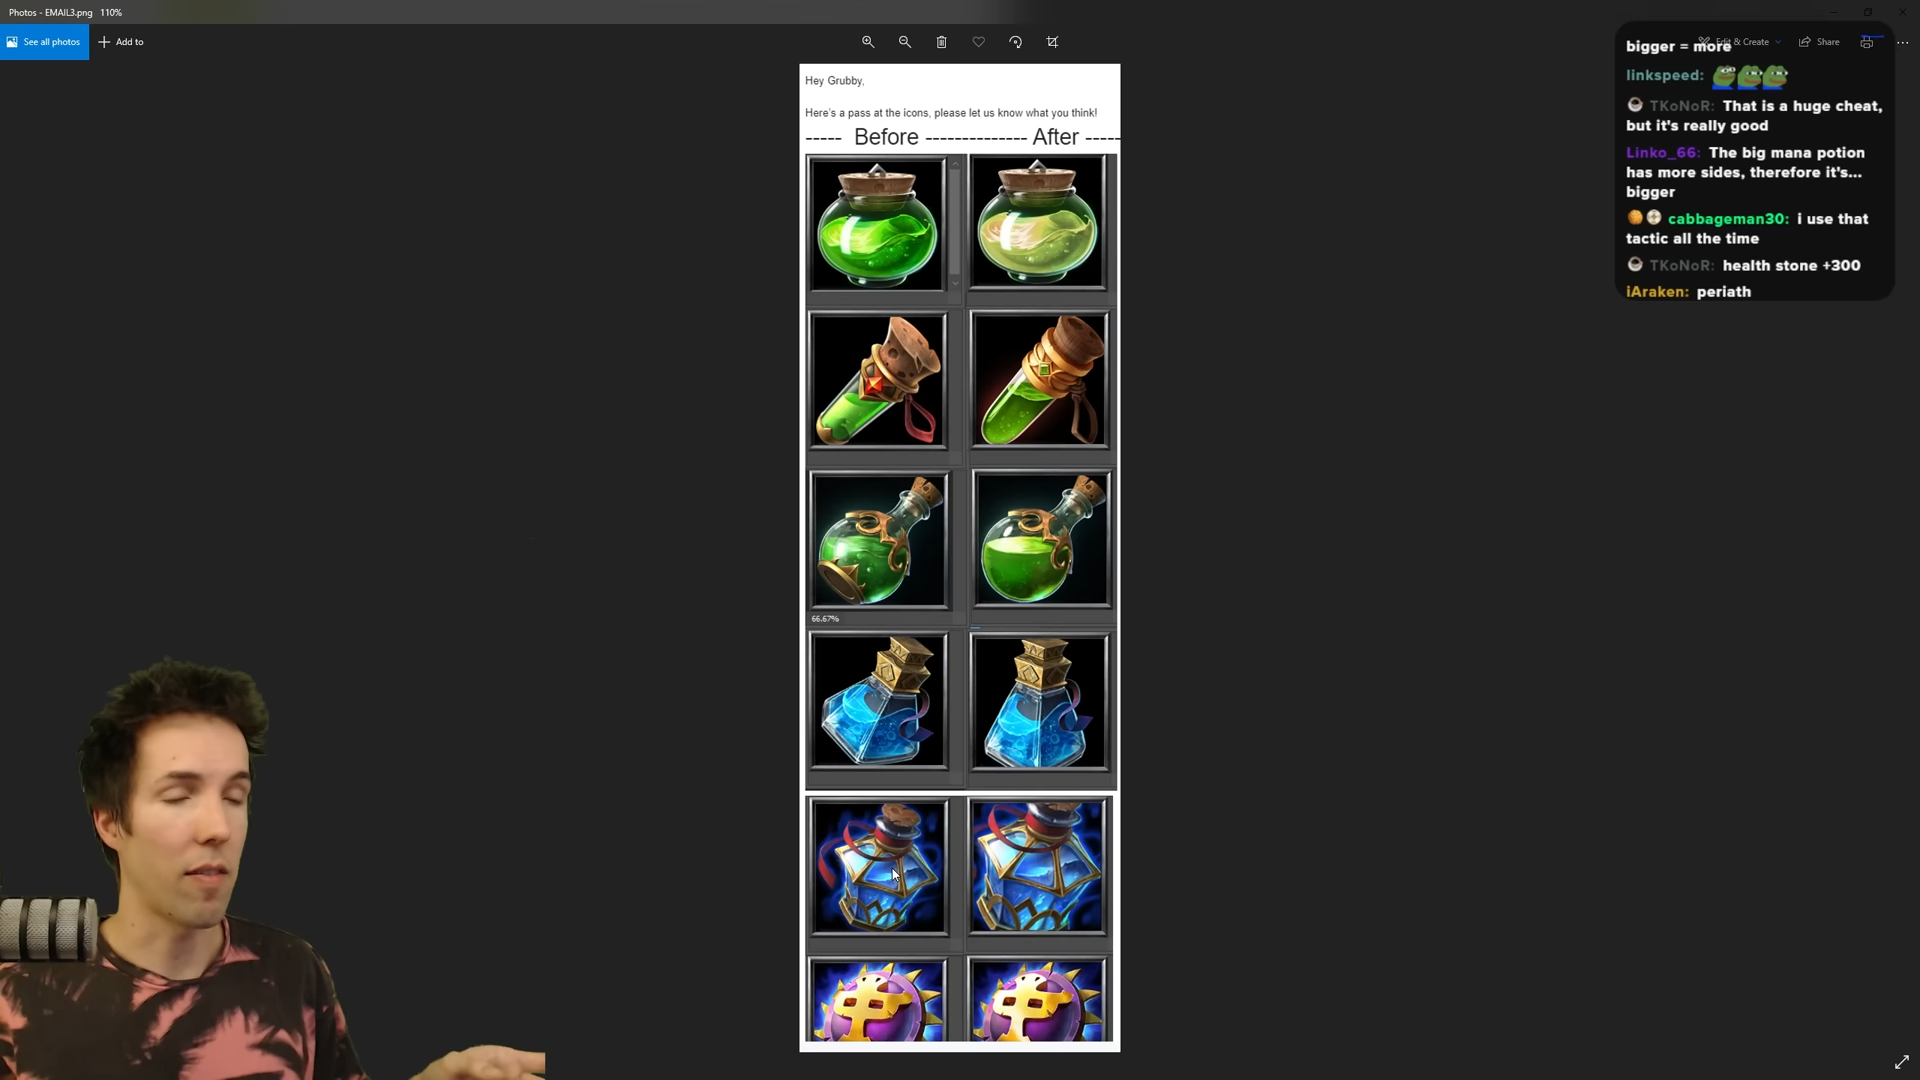 Photos - EMAIL3.png 110%
See all photos
Add to
Edit & Create
Share
Hey Grubby,
Here's a pass at the icons, please let us know what you think!
----- Before -------------- After -----
66.67%
bigger = more
linkspeed:
TKoNoR: That is a huge cheat,
but it's really good
Linko_66: The big mana potion
has more sides, therefore it's...
bigger
cabbageman30: i use that
tactic all the time
TKoNoR: health stone +300
iAraken: periath